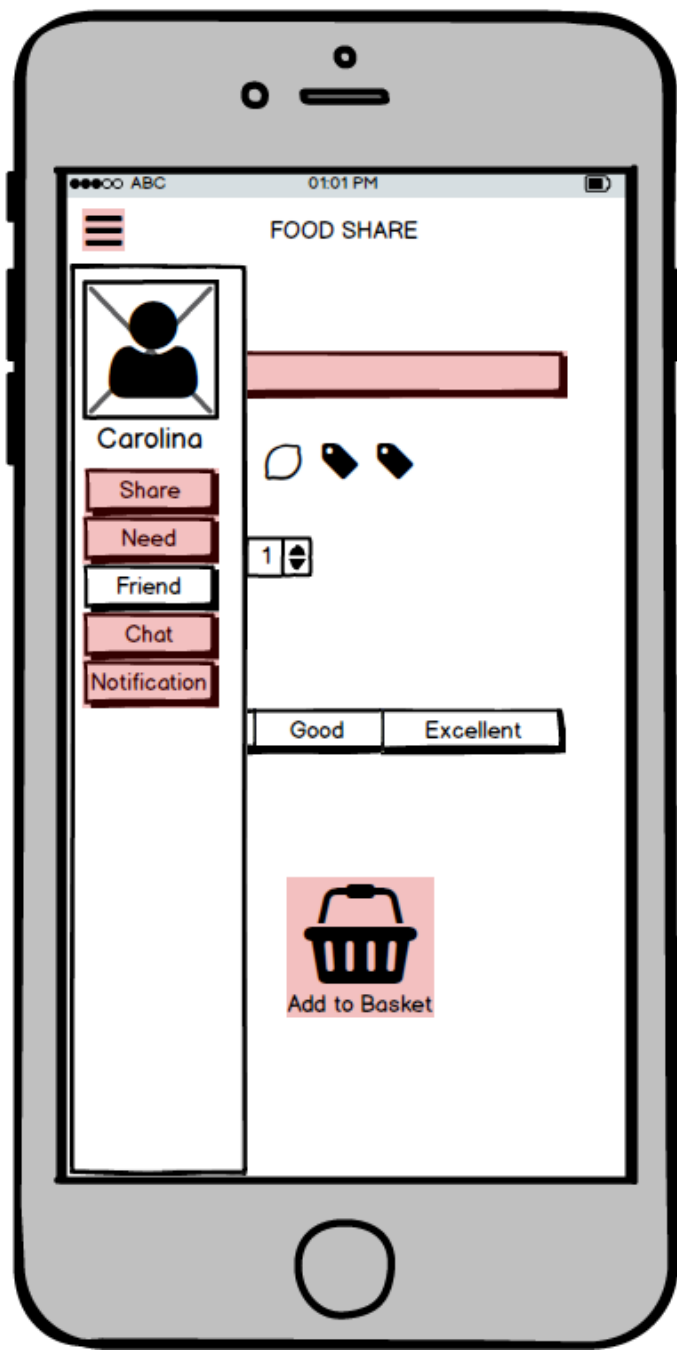 ABC 01:01 PM
FOOD SHARE
Carolina
Share
Need
Friend
1
Chat
Notification
Good Excellent
Add to Basket